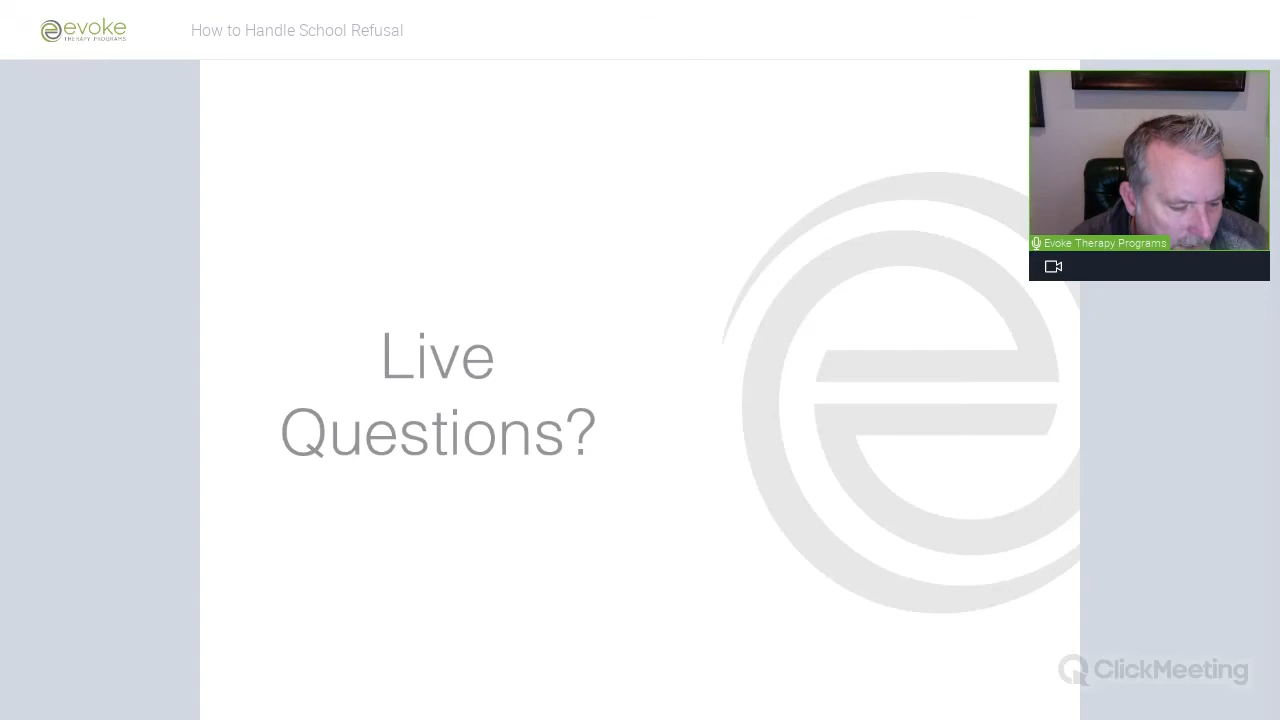 evoke
THERAPY PROGRAMS
How to Handle School Refusal
Evoke Therapy Programs
Live
Questions?
ClickMeeting